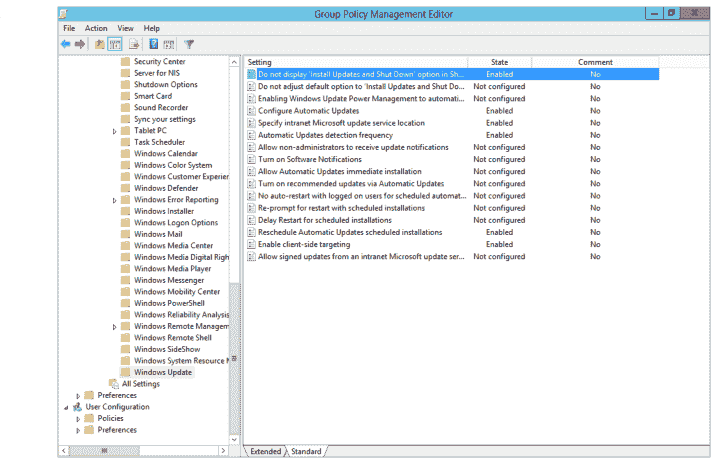 Group Policy Management Editor
File Action View Help
Security Center
Server for NIS
Shutdown Options
Smart Card
Sound Recorder
Sync your settings
Tablet PC
Task Scheduler
Windows Calendar
Windows Color System
Windows Customer Experier
Windows Defender
Windows Error Reporting
Windows Installer
Windows Logon Options
Windows Mail
Windows Media Center
Windows Media Digital Righ
Windows Media Player
Windows Messenger
Windows Mobility Center
Windows PowerShell
Windows Reliability Analysis
Windows Remote Managem
Windows Remote Shell
Windows SideShow
Windows System Resource M
Windows Update
All Settings
Preferences
User Configuration
Policies
Preferences
Setting State Comment
Do not display 'Install Updates and Shut Down' option in Sh... Enabled No
Do not adjust default option to 'Install Updates and Shut Do... Not configured No
Enabling Windows Update Power Management to automati... Not configured No
Configure Automatic Updates Enabled No
Specify intranet Microsoft update service location Enabled No
Automatic Updates detection frequency Enabled No
Allow non-administrators to receive update notifications Not configured No
Turn on Software Notifications Not configured No
Allow Automatic Updates immediate installation Not configured No
Turn on recommended updates via Automatic Updates Not configured No
No auto-restart with logged on users for scheduled automat... Not configured No
Re-prompt for restart with scheduled installations Not configured No
Delay Restart for scheduled installations Not configured No
Reschedule Automatic Updates scheduled installations Enabled No
Enable client-side targeting Enabled No
Allow signed updates from an intranet Microsoft update ser... Not configured No
Extended Standard